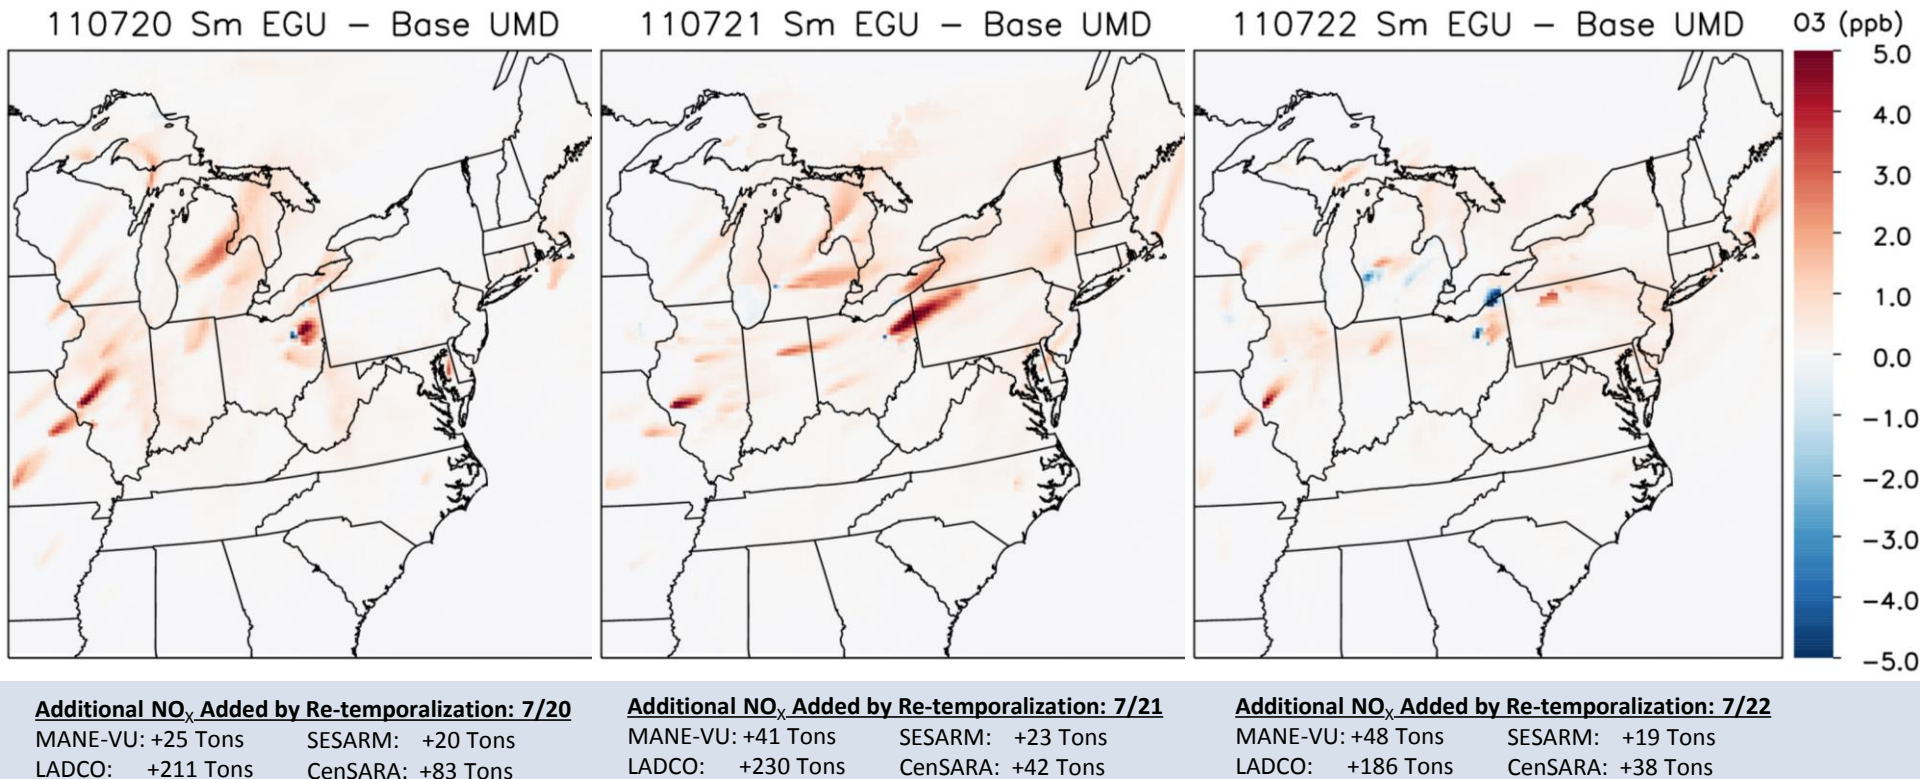 110720 Sm EGU – Base UMD
110721 Sm EGU – Base UMD
110722 Sm EGU – Base UMD
O3 (ppb)
5.0
4.0
3.0
2.0
1.0
0.0
-1.0
-2.0
-3.0
-4.0
-5.0
Additional NOX Added by Re-temporalization: 7/20
MANE-VU: +25 Tons SESARM: +20 Tons
LADCO: +211 Tons CenSARA: +83 Tons
Additional NOX Added by Re-temporalization: 7/21
MANE-VU: +41 Tons SESARM: +23 Tons
LADCO: +230 Tons CenSARA: +42 Tons
Additional NOX Added by Re-temporalization: 7/22
MANE-VU: +48 Tons SESARM: +19 Tons
LADCO: +186 Tons CenSARA: +38 Tons